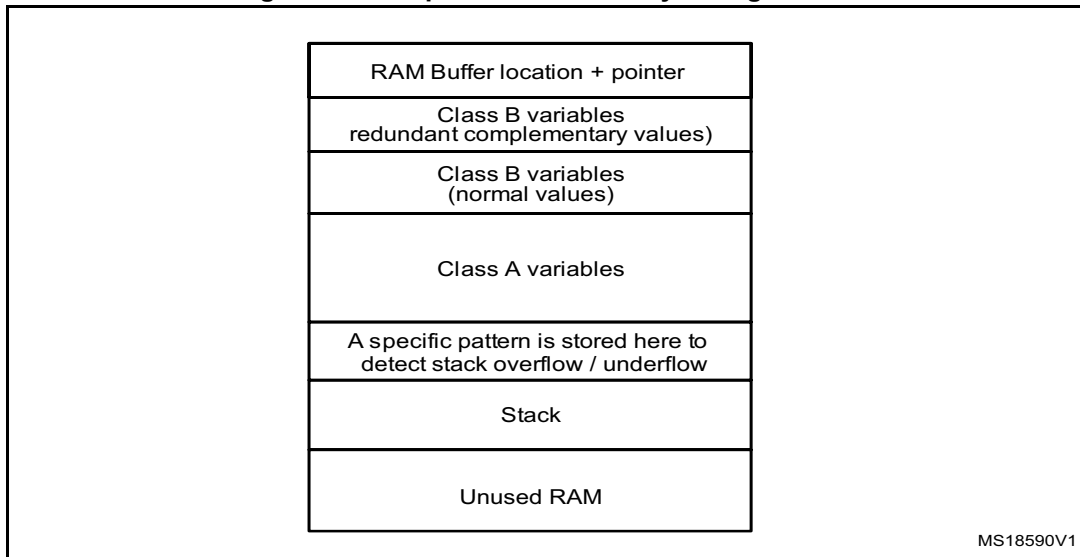 RAM Buffer location + pointer
Class B variables
redundant complementary values)
Class B variables
(normal values)
Class A variables
A specific pattern is stored here to
detect stack overflow / underflow
Stack
Unused RAM
MS18590V1